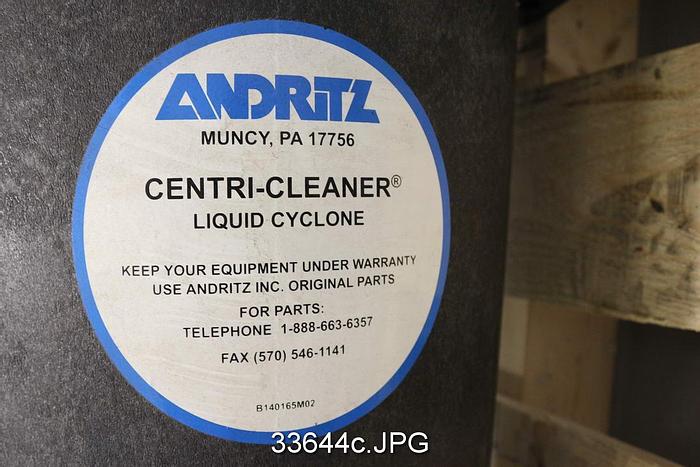 ANDRITZ
MUNCY, PA 17756
CENTRI-CLEANER®
LIQUID CYCLONE
KEEP YOUR EQUIPMENT UNDER WARRANTY
USE ANDRITZ INC. ORIGINAL PARTS
FOR PARTS:
TELEPHONE 1-888-663-6357
FAX (570) 546-1141
B140165M02
33644c.JPG